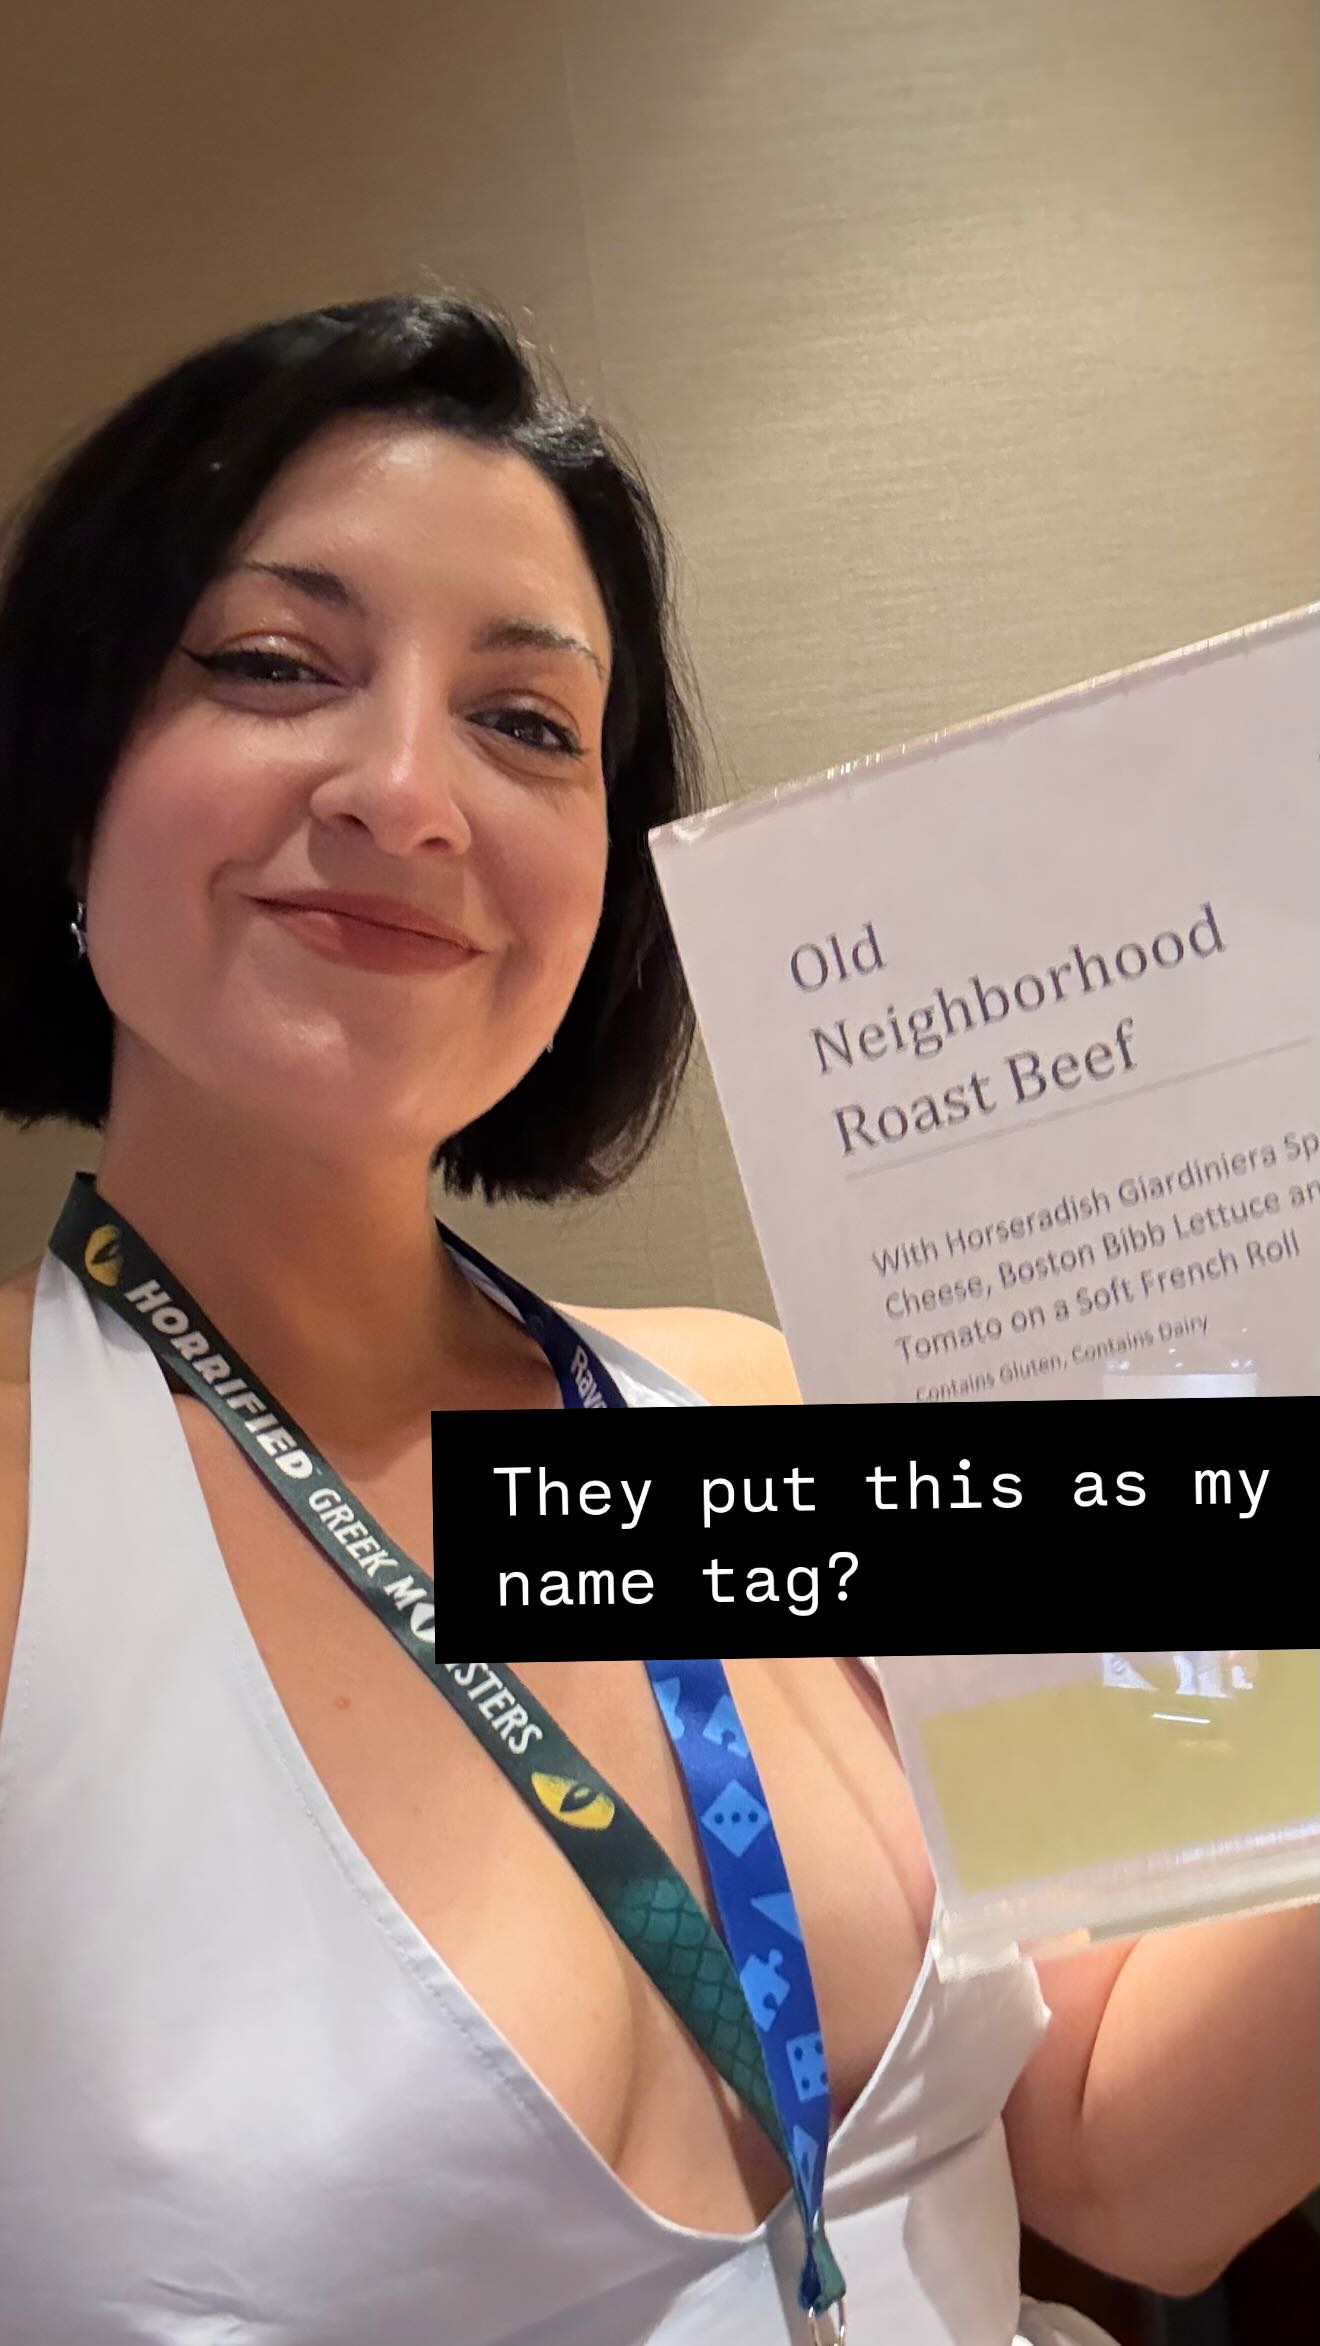 Old
Neighborhood
Roast Beef
With Horseradish Giardiniera
Cheese, Boston Bibb Lettuce
Tomato on a Soft French Roll
Contains Gluten, Contains Dairy
HORRIFIED GREEK MONSTERS
They put this as my
name tag?